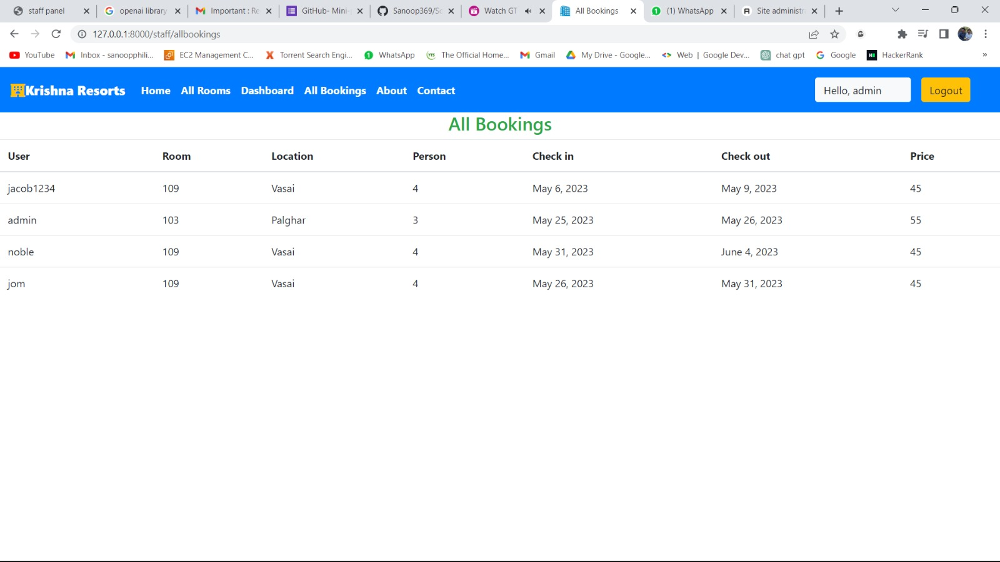 staff panel
openai library
Important : Re
GitHub- Mini-
Sanoop369/Sc
Watch GT
All Bookings
(1) WhatsApp
Site administr
127.0.0.1:8000/staff/allbookings
YouTube
Inbox - sanoopphili...
EC2 Management C...
Torrent Search Engi...
WhatsApp
The Official Home...
Gmail
My Drive - Google...
Web | Google Dev...
chat gpt
Google
HackerRank
»
Krishna Resorts Home All Rooms Dashboard All Bookings About Contact Hello, admin Logout
All Bookings
User Room Location Person Check in Check out Price
jacob1234 109 Vasai 4 May 6, 2023 May 9, 2023 45
admin 103 Palghar 3 May 25, 2023 May 26, 2023 55
noble 109 Vasai 4 May 31, 2023 June 4, 2023 45
jom 109 Vasai 4 May 26, 2023 May 31, 2023 45